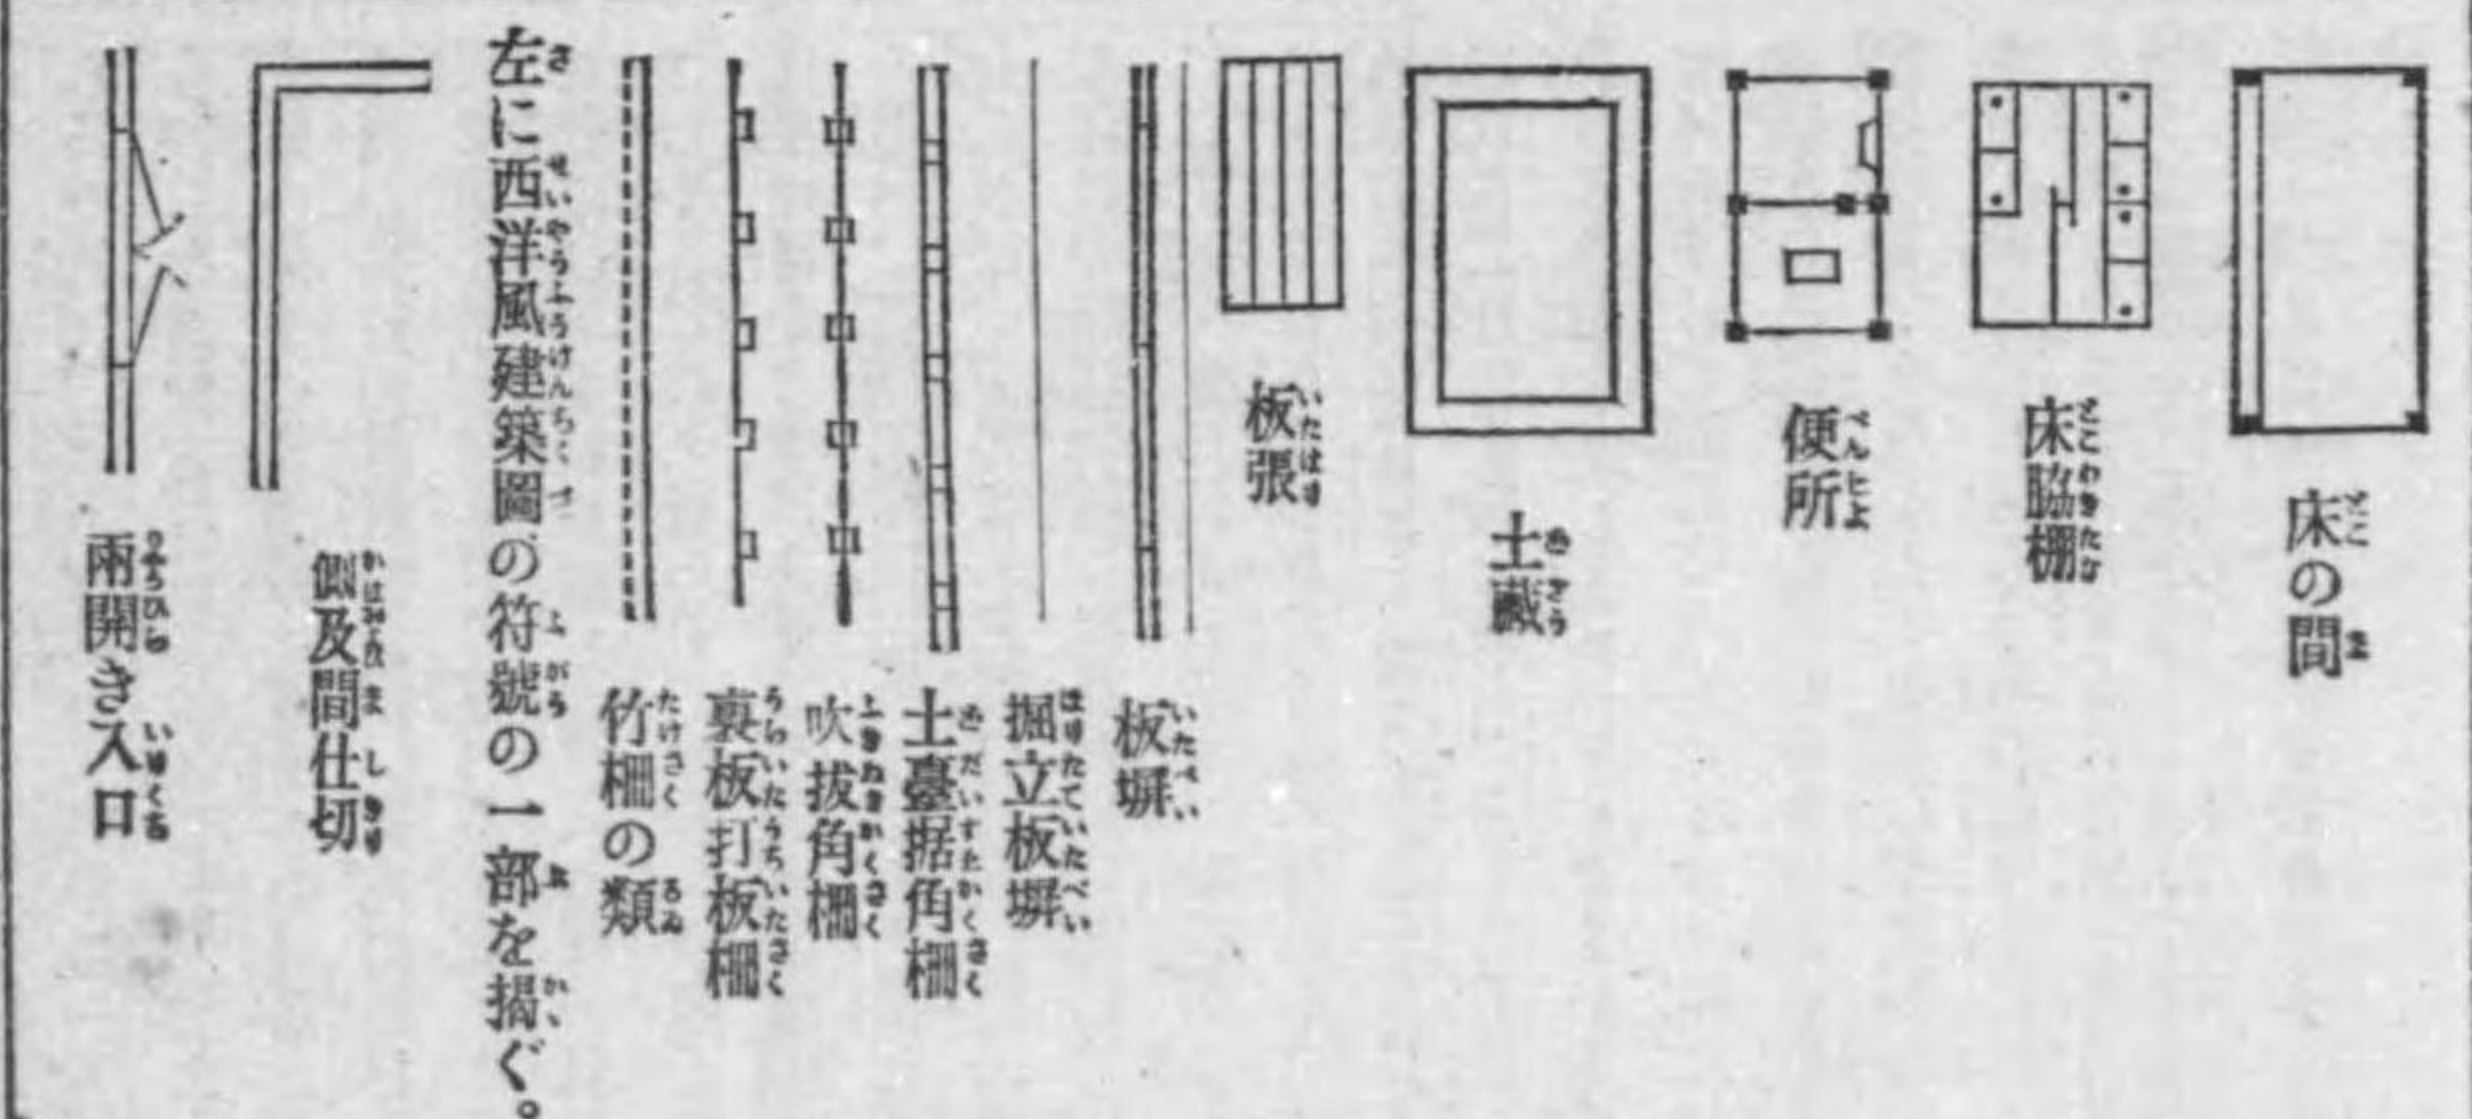 床の間
床脇棚
便所
土藏
板張
板塀
掘立板塀
土臺据角柵
吹拔角柵
裏板打板柵
竹柵の類
左に西洋風建築圖の符號の一部を揭ぐ。
側及間仕切
兩開き入口